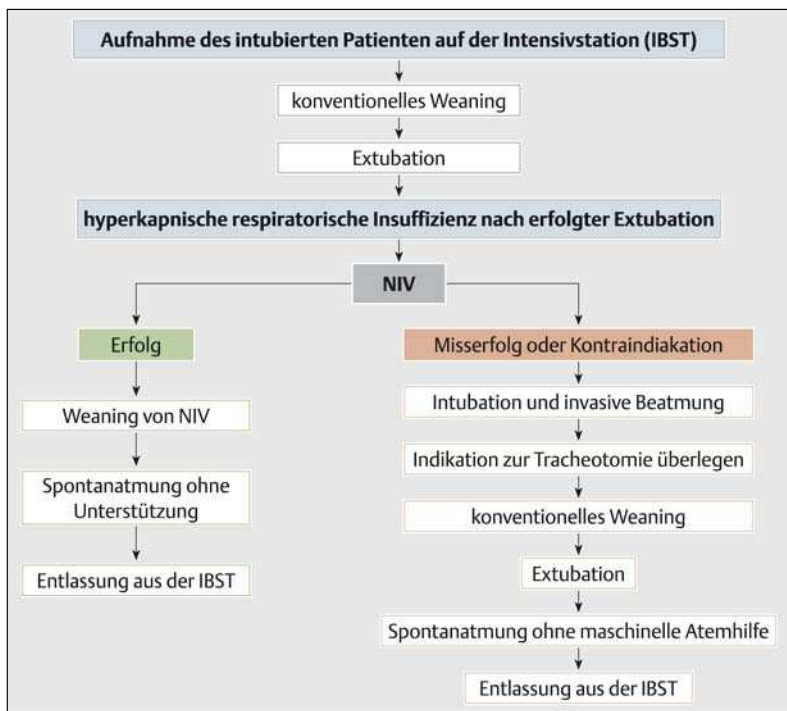 Aufnahme des intubierten Patienten auf der Intensivstation (IBST)
konventionelles Weaning
Extubation
hyperkapnische respiratorische Insuffizienz nach erfolgter Extubation
NIV
Erfolg
Weaning von NIV
Spontanatmung ohne
Unterstützung
Entlassung aus der IBST
Misserfolg oder Kontraindiakation
Intubation und invasive Beatmung
Indikation zur Tracheotomie überlegen
konventionelles Weaning
Extubation
Spontanatmung ohne maschinelle Atemhilfe
Entlassung aus der IBST